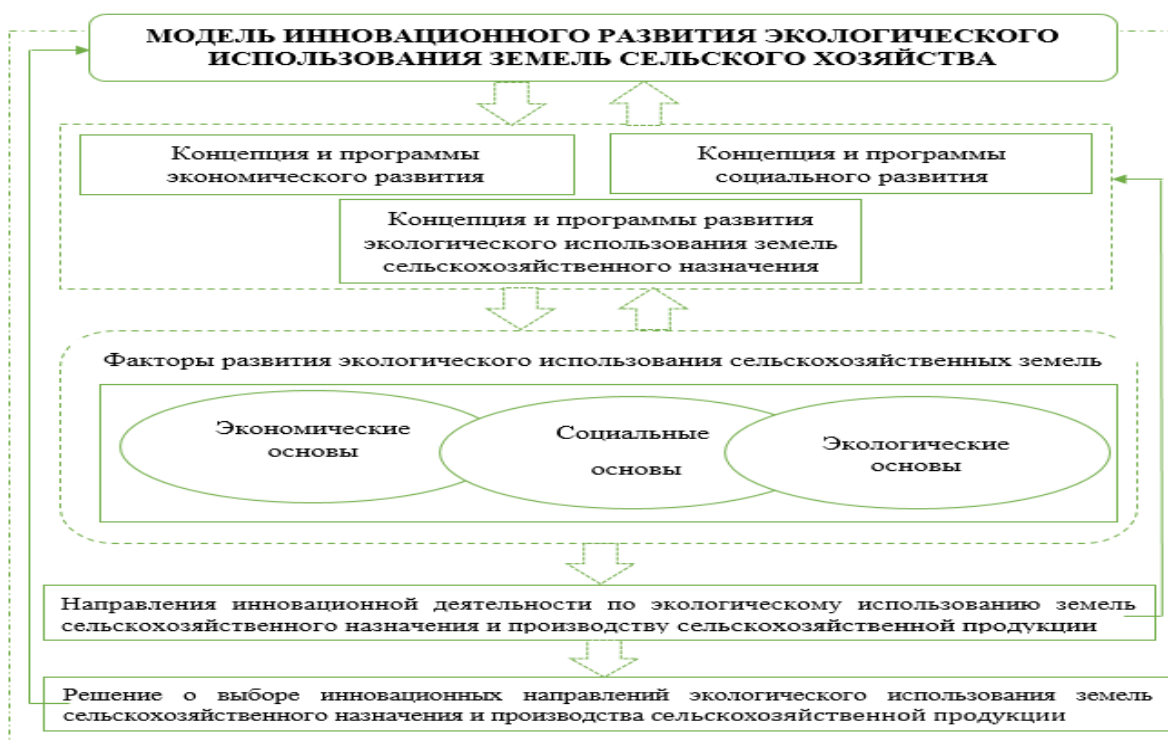 МОДЕЛЬ ИННОВАЦИОННОГО РАЗВИТИЯ ЭКОЛОГИЧЕСКОГО
ИСПОЛЬЗОВАНИЯ ЗЕМЕЛЬ СЕЛЬСКОГО ХОЗЯЙСТВА
Концепция и программы
экономического развития
Концепция и программы
социального развития
Концепция и программы развития
экологического использования земель
сельскохозяйственного назначения
Факторы развития экологического использования сельскохозяйственных земель
Экономические
основы
Социальные
основы
Экологические
основы
Направления инновационной деятельности по экологическому использованию земель
сельскохозяйственного назначения и производству сельскохозяйственной продукции
Решение о выборе инновационных направлений экологического использования земель
сельскохозяйственного назначения и производства сельскохозяйственной продукции